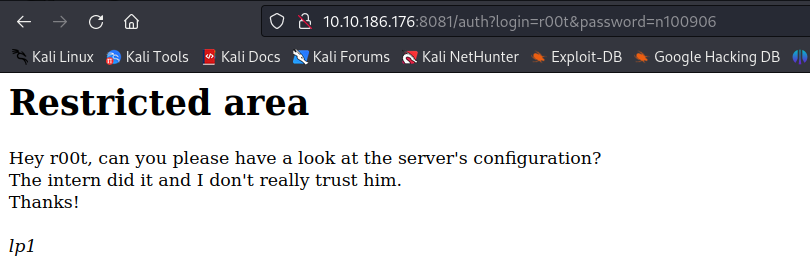 10.10.186.176:8081/auth?login=r00t&password=n100906
Kali Linux Kali Tools Kali Docs Kali Forums Kali NetHunter Exploit-DB Google Hacking DB
Restricted area
Hey r00t, can you please have a look at the server's configuration?
The intern did it and I don't really trust him.
Thanks!
lp1